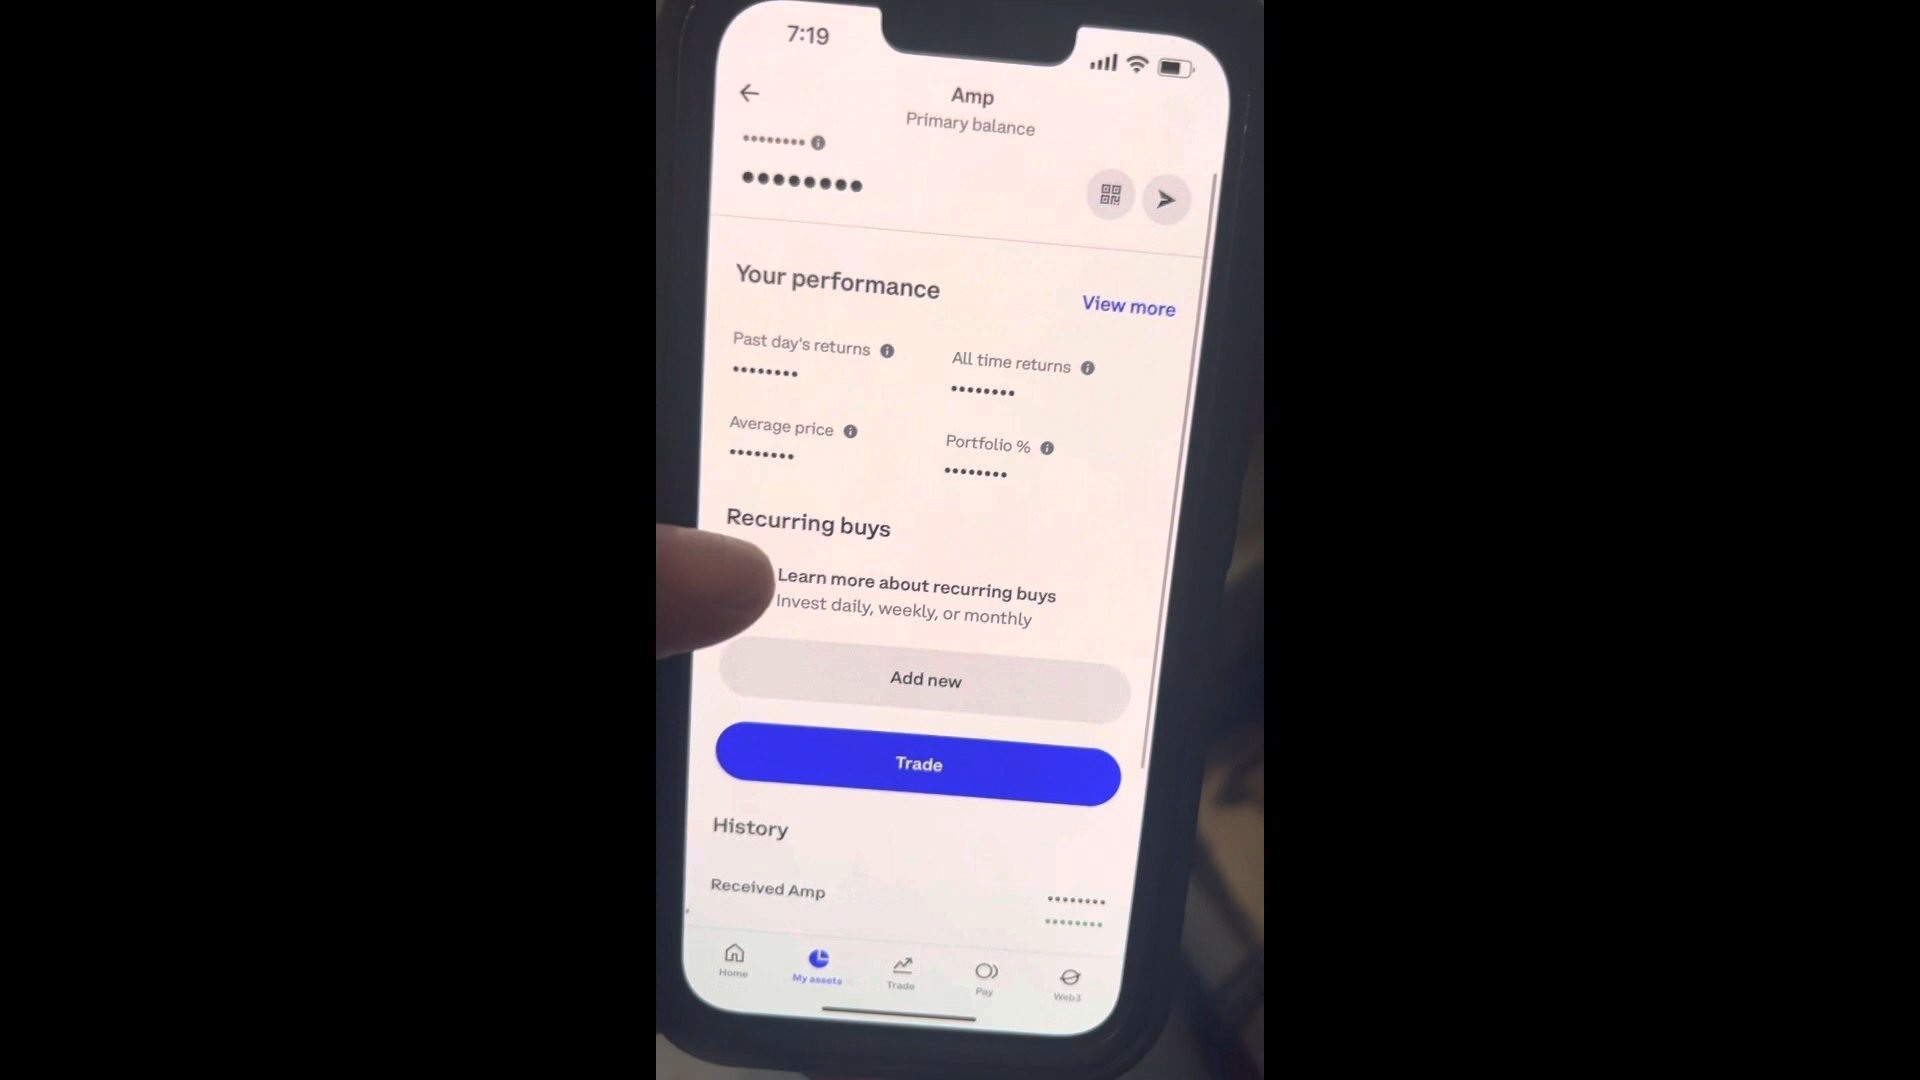 7:19
Amp
Primary balance
•••••••• 
••••••••
Your performance
View more
Past day's returns
All time returns
••••••••
••••••••
Average price
Portfolio %
••••••••
••••••••
Recurring buys
Learn more about recurring buys
Invest daily, weekly, or monthly
Add new
Trade
History
Received Amp
••••••••
••••••••
Home
My assets
Trade
Pay
Web3